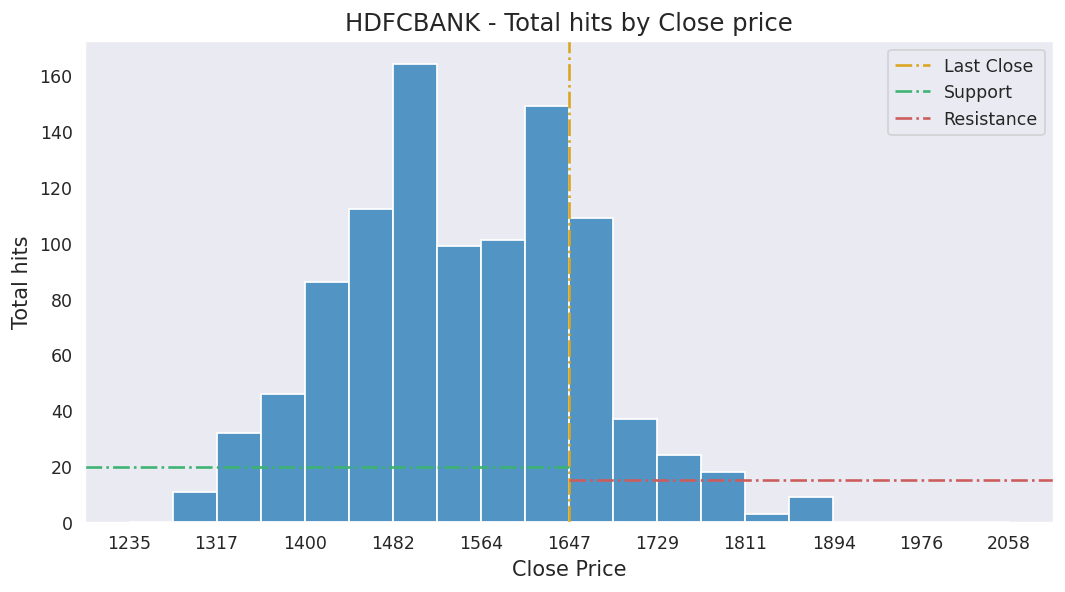 HDFCBANK - Total hits by Close price
Last Close
Support
Resistance
Total hits
160
140
120
100
80
60
40
20
0
1235 1317 1400 1482 1564 1647 1729 1811 1894 1976 2058
Close Price